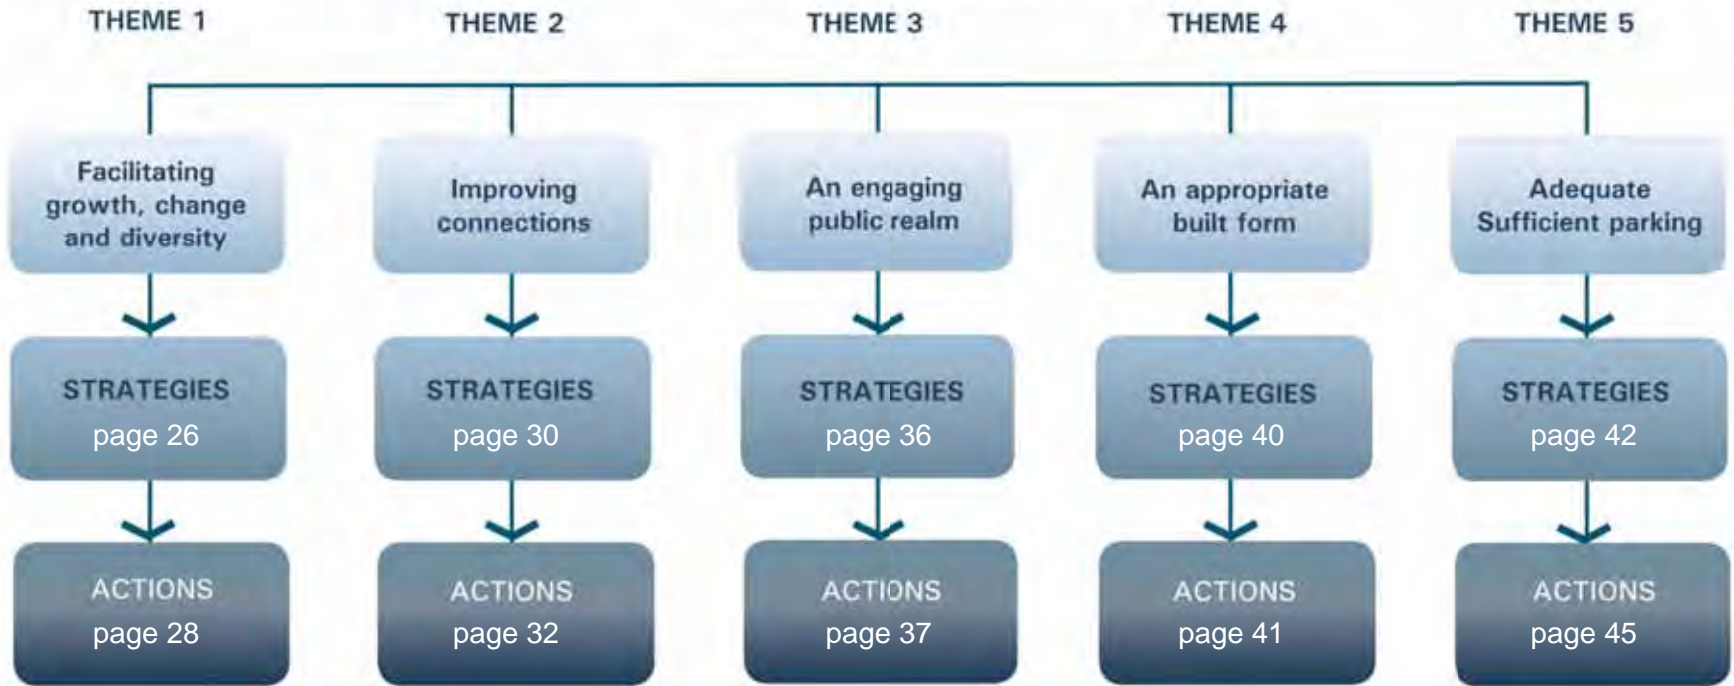 THEME 1
THEME 2
THEME 3
THEME 4
THEME 5
Facilitating
growth, change
and diversity
Improving
connections
An engaging
public realm
An appropriate
built form
Adequate
Sufficient parking
STRATEGIES
page 26
STRATEGIES
page 30
STRATEGIES
page 36
STRATEGIES
page 40
STRATEGIES
page 42
ACTIONS
page 28
ACTIONS
page 32
ACTIONS
page 37
ACTIONS
page 41
ACTIONS
page 45